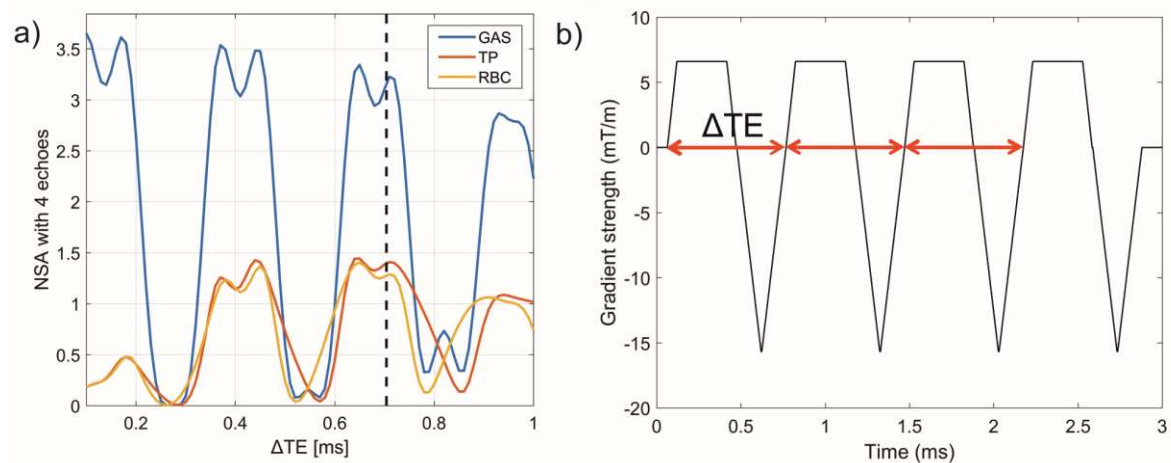 a)
NSA with 4 echoes
3.5
3
2.5
2
1.5
1
0.5
0
GAS
TP
RBC
0.2
0.4
0.6
0.8
1
ΔTE [ms]
b)
Gradient strength (mT/m)
10
5
0
-5
-10
-15
-20
ΔTE
0
0.5
1
1.5
2
2.5
3
Time (ms)